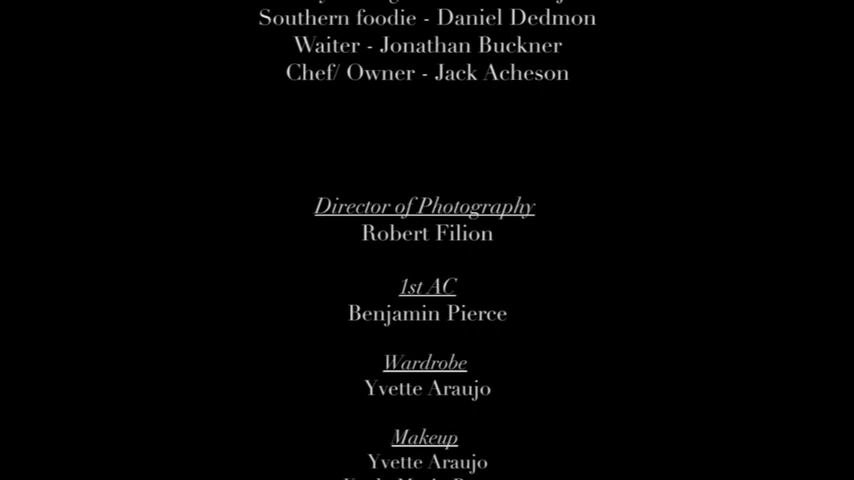 Southern foodie - Daniel Dedmon
Waiter - Jonathan Buckner
Chef/ Owner - Jack Acheson
Director of Photography
Robert Filion
1st AC
Benjamin Pierce
Wardrobe
Yvette Araujo
Makeup
Yvette Araujo